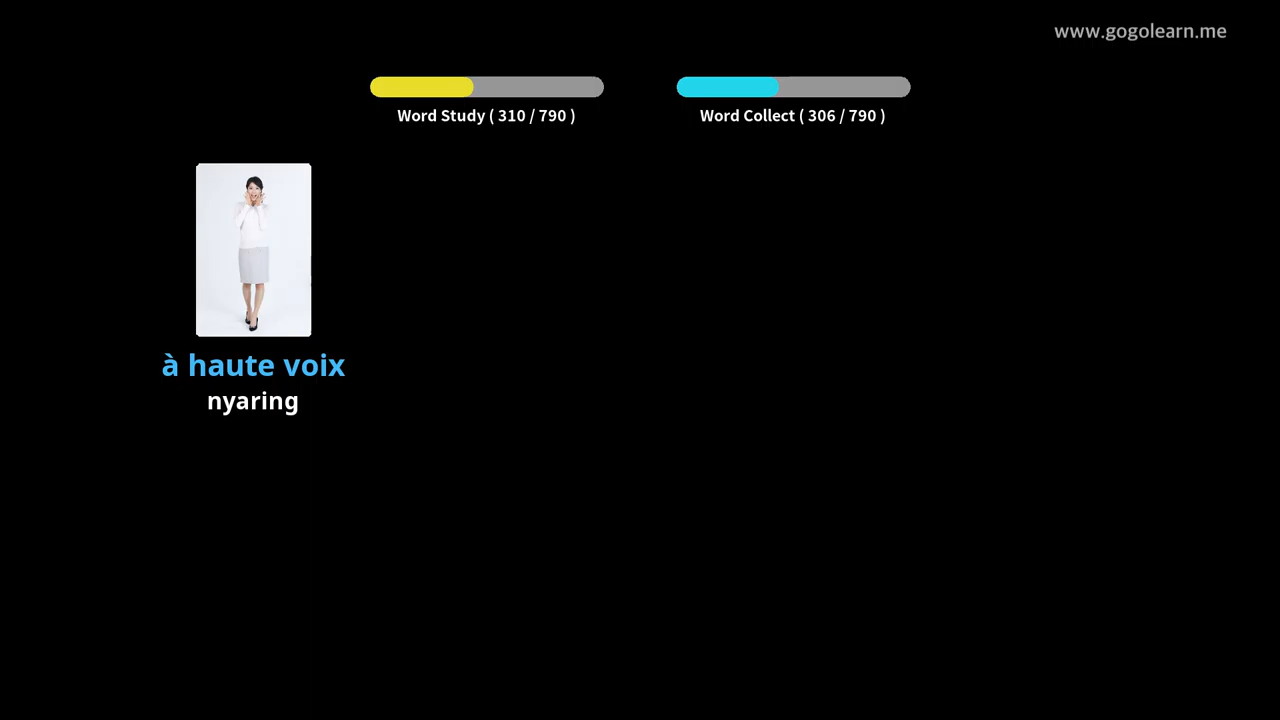 www.gogolearn.me
Word Study ( 310 / 790 )
Word Collect ( 306 / 790 )
à haute voix
nyaring